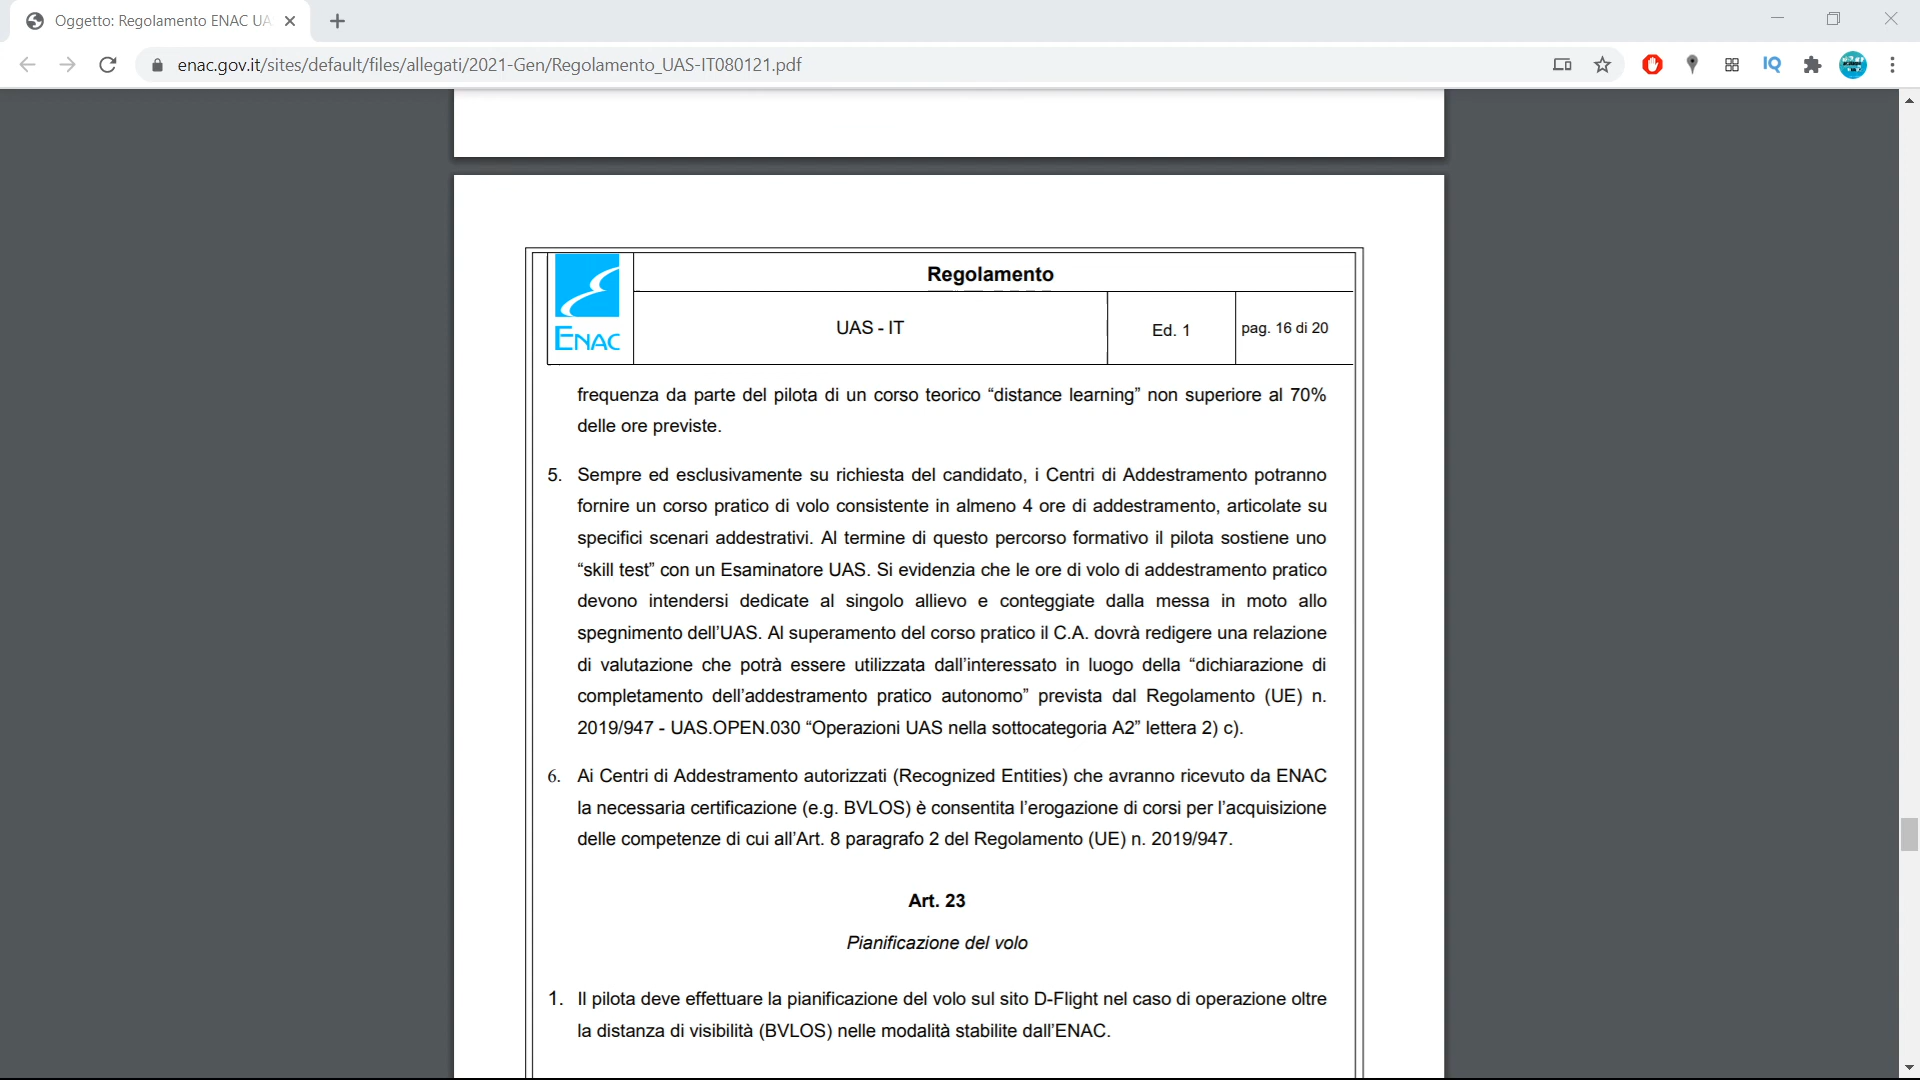 Oggetto: Regolamento ENAC UA
enac.gov.it/sites/default/files/allegati/2021-Gen/Regolamento_UAS-IT080121.pdf
IQ
Regolamento
ENAC
UAS - IT
Ed. 1
pag. 16 di 20
frequenza da parte del pilota di un corso teorico “distance learning” non superiore al 70%
delle ore previste.
5. Sempre ed esclusivamente su richiesta del candidato, i Centri di Addestramento potranno
fornire un corso pratico di volo consistente in almeno 4 ore di addestramento, articolate su
specifici scenari addestrativi. Al termine di questo percorso formativo il pilota sostiene uno
“skill test” con un Esaminatore UAS. Si evidenzia che le ore di volo di addestramento pratico
devono intendersi dedicate al singolo allievo e conteggiate dalla messa in moto allo
spegnimento dell’UAS. Al superamento del corso pratico il C.A. dovrà redigere una relazione
di valutazione che potrà essere utilizzata dall’interessato in luogo della “dichiarazione di
completamento dell’addestramento pratico autonomo” prevista dal Regolamento (UE) n.
2019/947 - UAS.OPEN.030 “Operazioni UAS nella sottocategoria A2” lettera 2) c).
6. Ai Centri di Addestramento autorizzati (Recognized Entities) che avranno ricevuto da ENAC
la necessaria certificazione (e.g. BVLOS) è consentita l’erogazione di corsi per l’acquisizione
delle competenze di cui all’Art. 8 paragrafo 2 del Regolamento (UE) n. 2019/947.
Art. 23
Pianificazione del volo
1. Il pilota deve effettuare la pianificazione del volo sul sito D-Flight nel caso di operazione oltre
la distanza di visibilità (BVLOS) nelle modalità stabilite dall’ENAC.